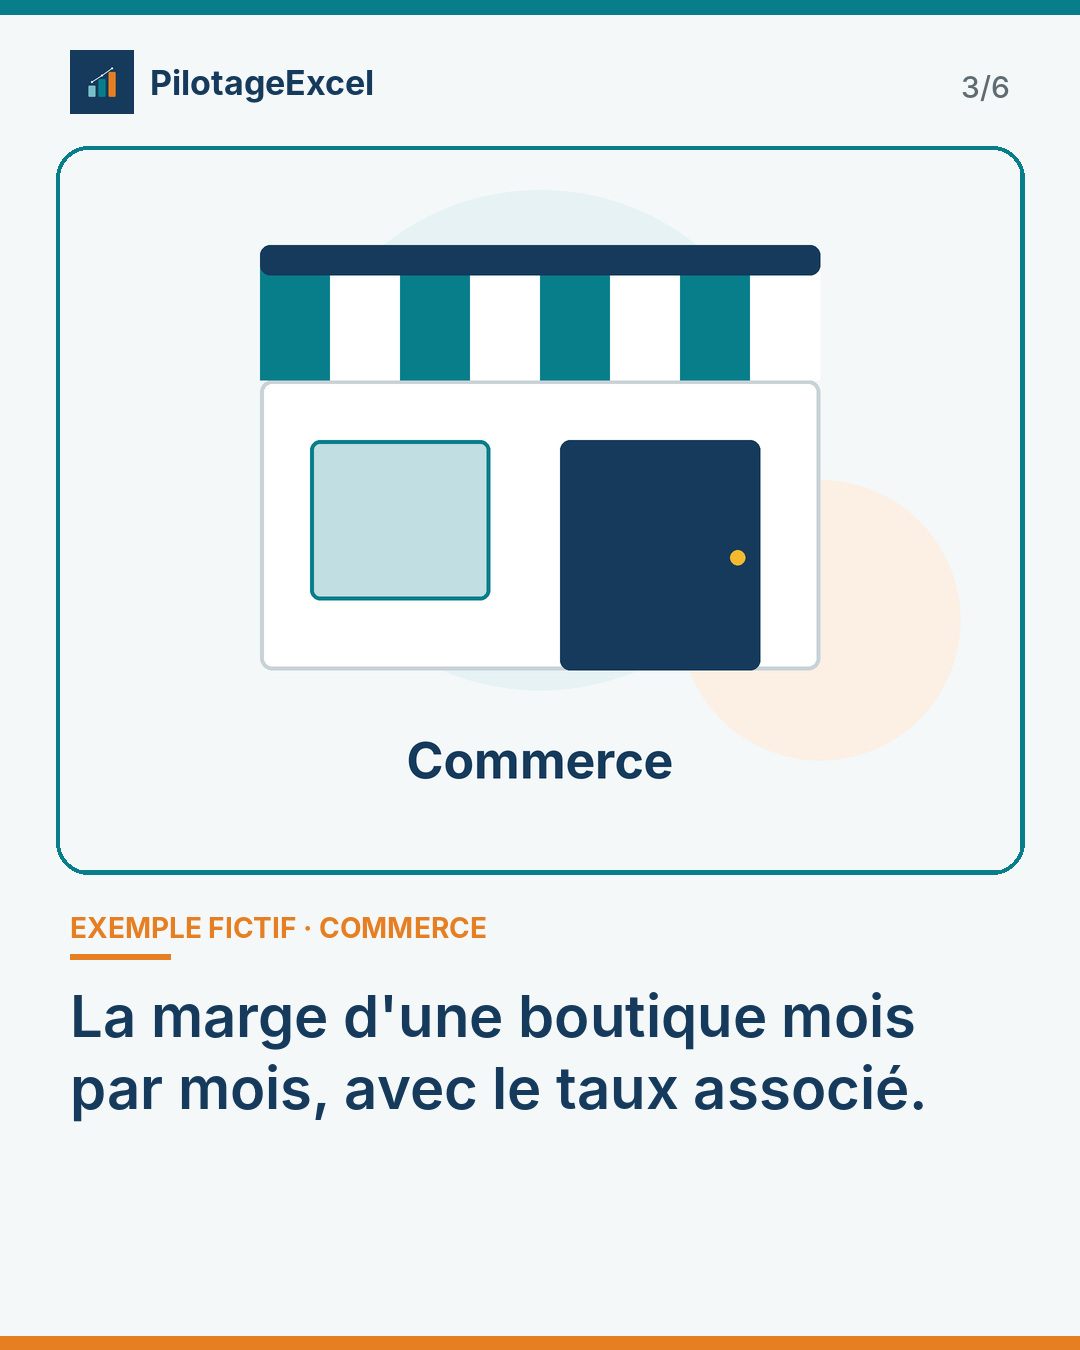 PilotageExcel
3/6
Commerce
EXEMPLE FICTIF · COMMERCE
La marge d'une boutique mois
par mois, avec le taux associé.